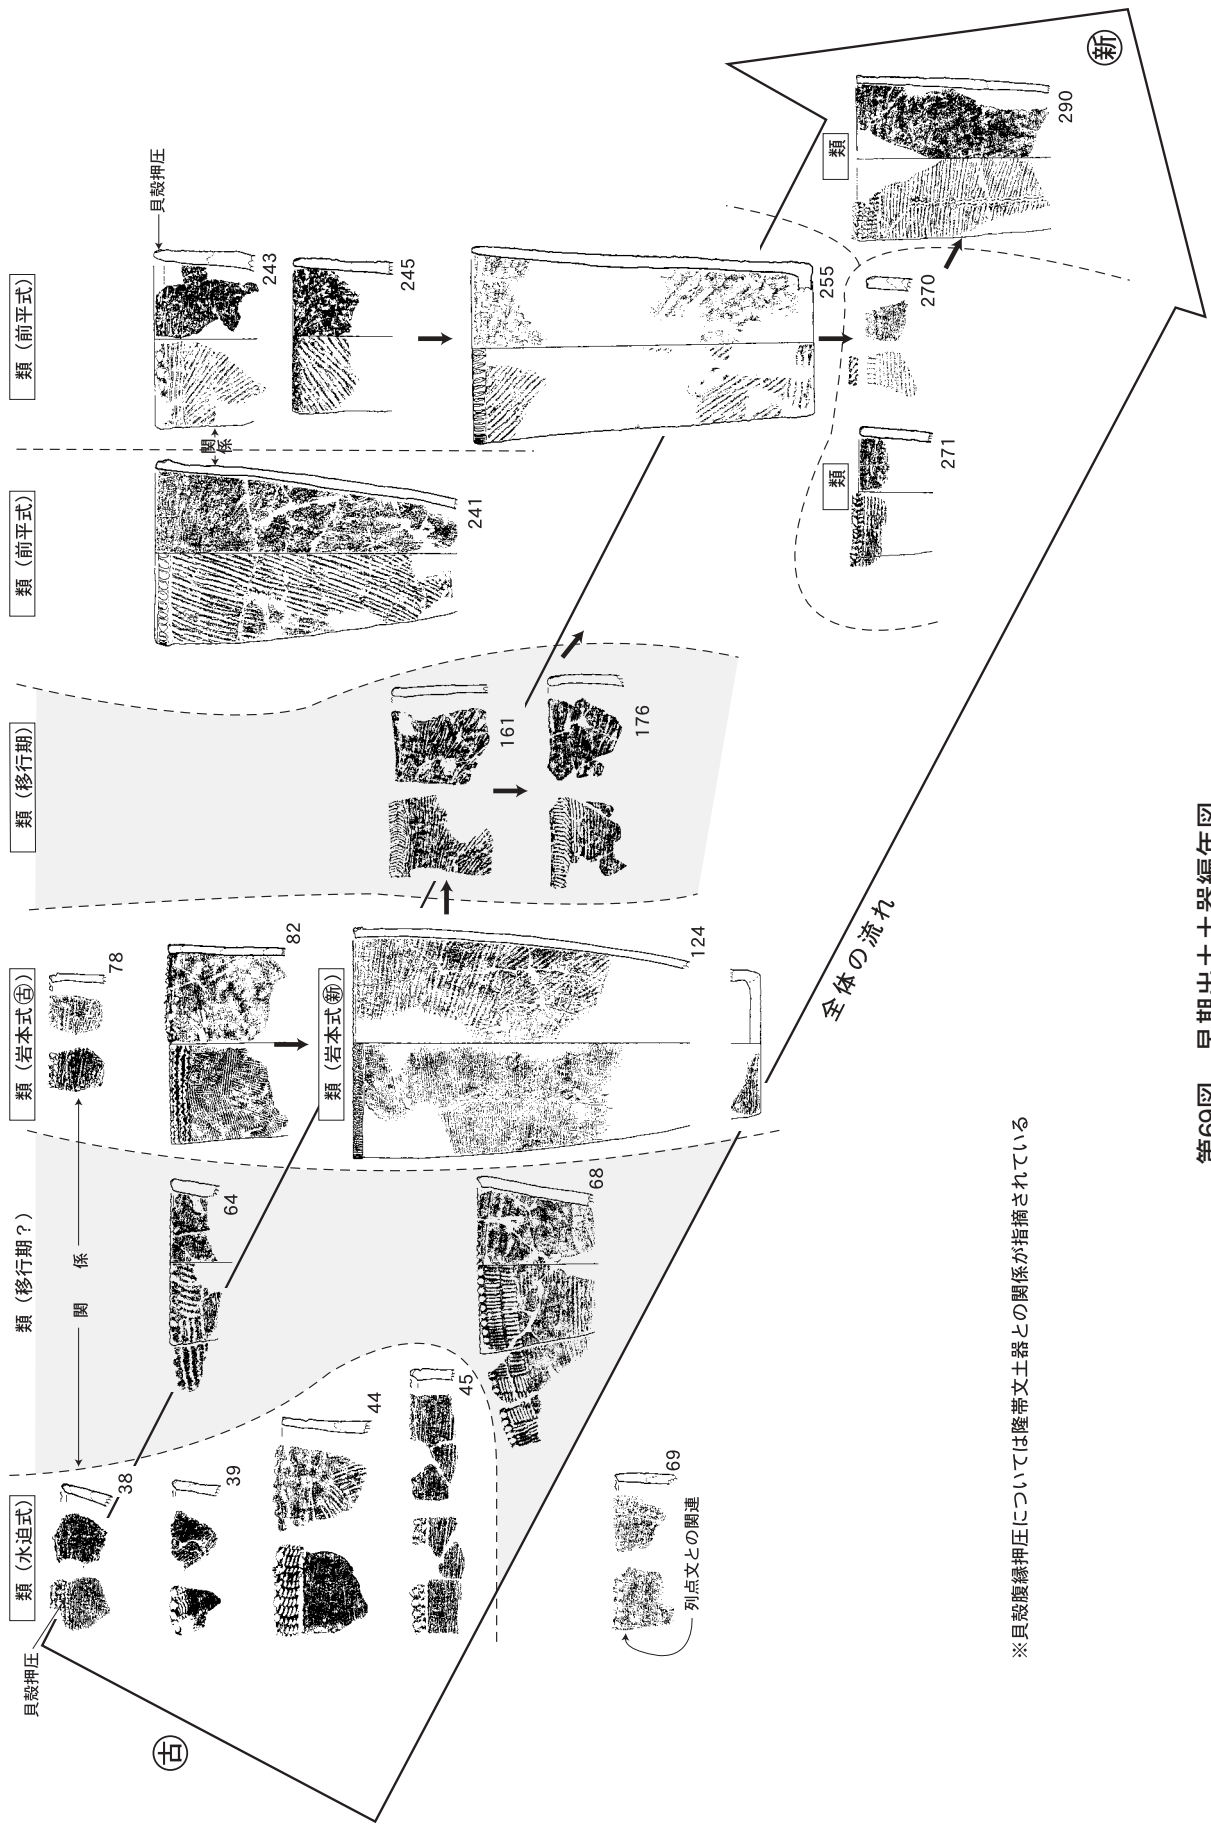 類（水迫式）
類（移行期？）
類（岩本式㊤古）
類（移行期）
類（前平式）
類（前平式）
貝殻押圧
38
39
44
45
69
列点文との関連
関　係
64
68
78
82
類（岩本式新）
124
161
176
241
関係
貝殻押圧
243
245
255
270
類
271
類
290
古
新
全体の流れ
※貝殻腹縁押圧については隆帯文土器との関係が指摘されている
第69図　早期出土土器編年図